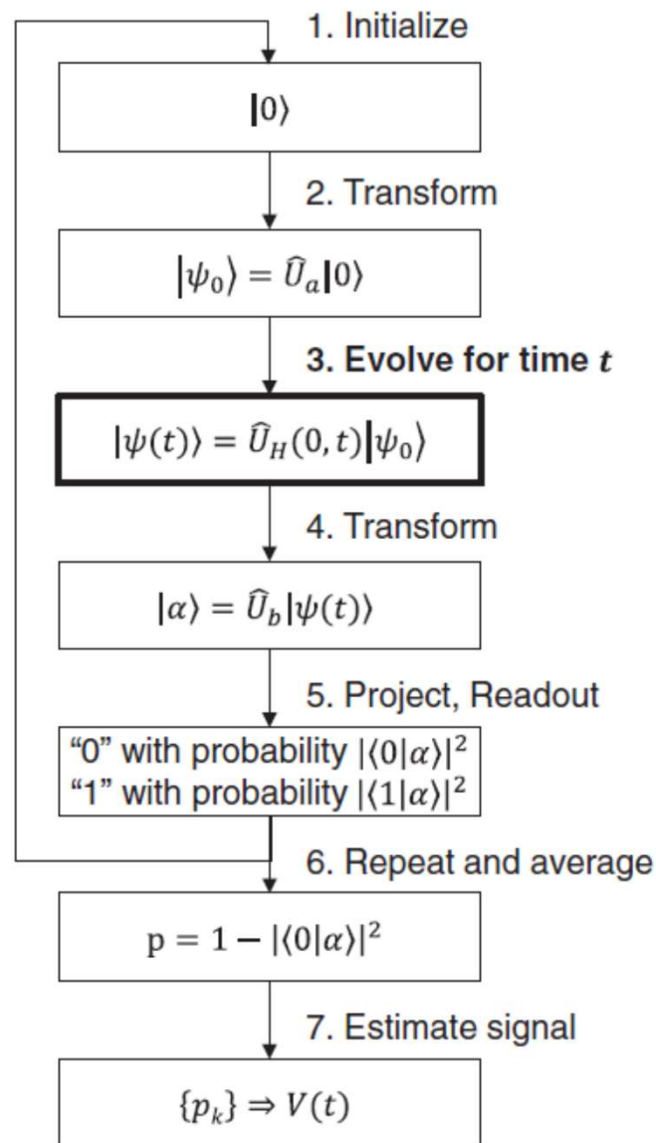 1. Initialize
|0⟩
2. Transform
|ψ₀⟩ = Û_a|0⟩
3. Evolve for time t
|ψ(t)⟩ = Û_H(0, t)|ψ₀⟩
4. Transform
|α⟩ = Û_b|ψ(t)⟩
5. Project, Readout
“0” with probability |⟨0|α⟩|²
“1” with probability |⟨1|α⟩|²
6. Repeat and average
p = 1 − |⟨0|α⟩|²
7. Estimate signal
{p_k} ⇒ V(t)